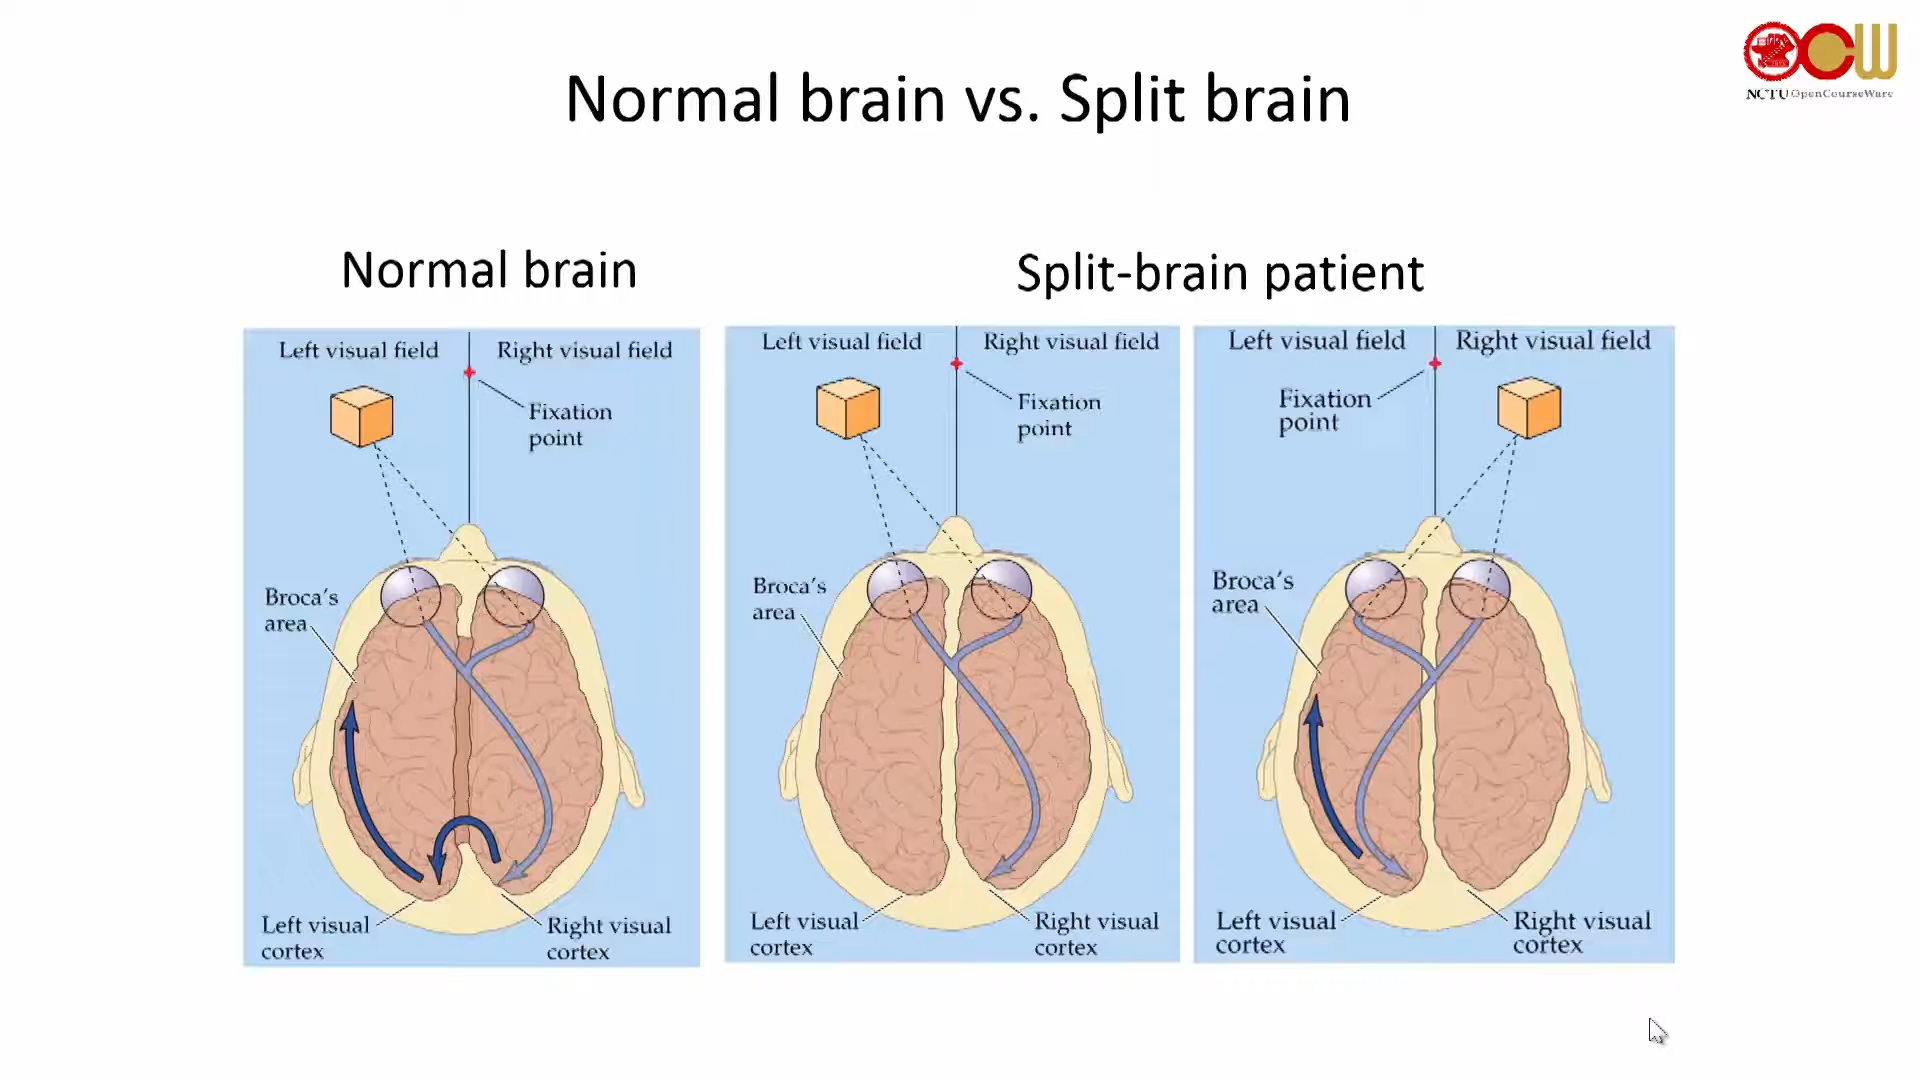 NCTU OpenCourseWare
Normal brain vs. Split brain
Normal brain
Split-brain patient
Left visual field
Right visual field
Fixation
point
Broca's
area
Left visual
cortex
Right visual
cortex
Left visual field
Right visual field
Fixation
point
Broca's
area
Left visual
cortex
Right visual
cortex
Left visual field
Right visual field
Fixation
point
Broca's
area
Left visual
cortex
Right visual
cortex